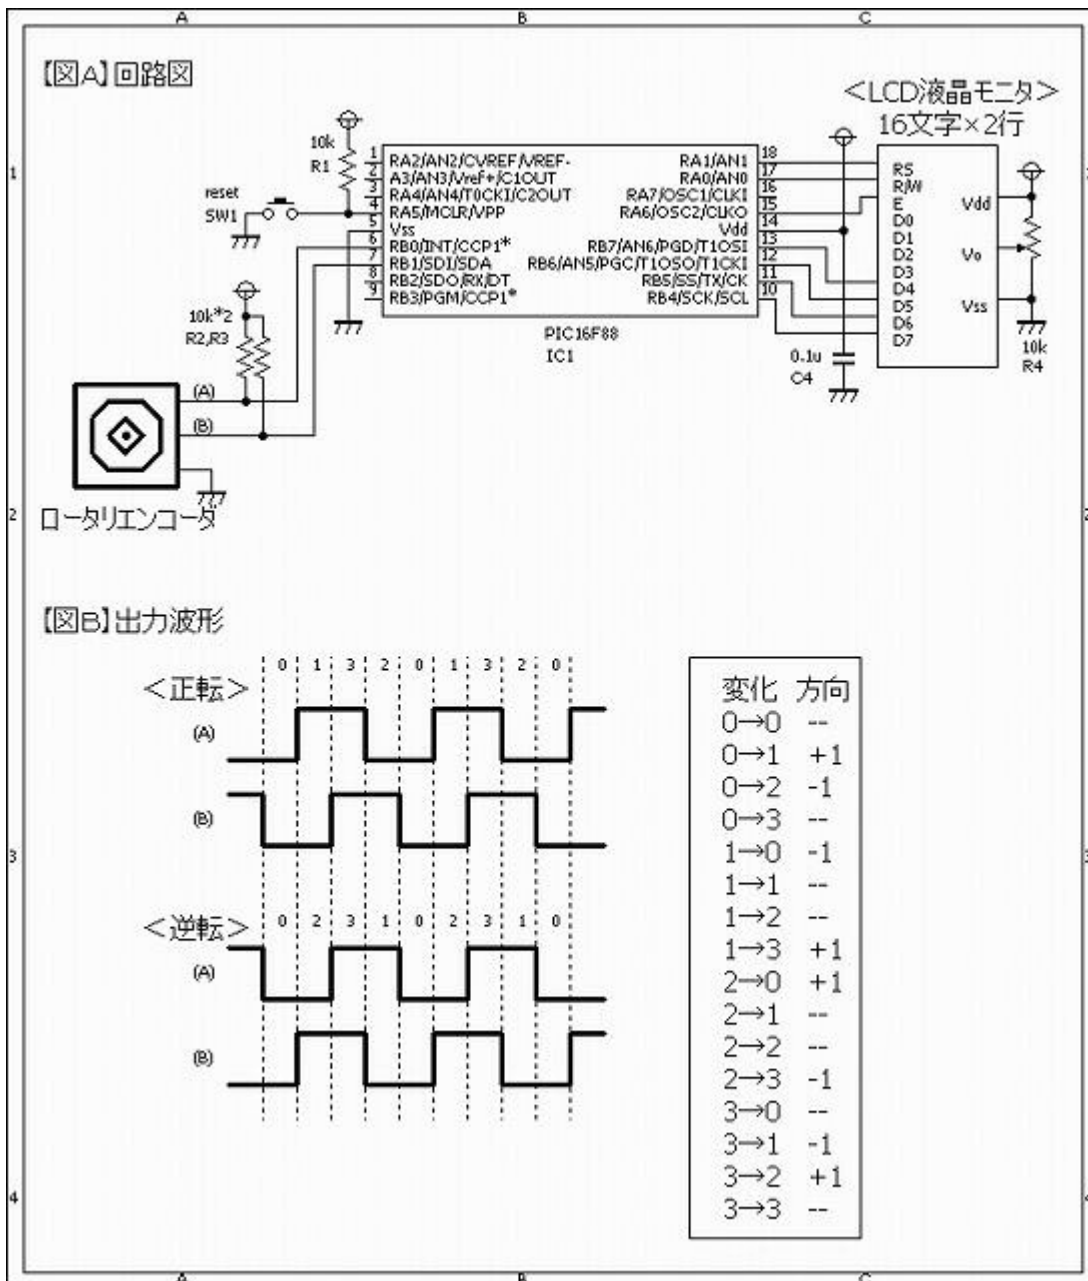 A B C
【図A】回路図
<LCD液晶モニタ>
16文字×2行
1
10k
R1
reset
SW1
1 RA2/AN2/CVREF/VREF-
2 A3/AN3/Vref+/C1OUT
3 RA4/AN4/T0CKI/C2OUT
4 RA5/MCLR/VPP
5 Vss
6 RB0/INT/CCP1*
7 RB1/SDI/SDA
8 RB2/SDO/RX/DT
9 RB3/PGM/CCP1*
RA1/AN1 18
RA0/AN0 17
RA7/OSC1/CLKI 16
RA6/OSC2/CLKO 15
Vdd 14
RB7/AN6/PGD/T1OSI 13
RB6/AN5/PGC/T1OSO/T1CKI 12
RB5/SS/TX/CK 11
RB4/SCK/SCL 10
PIC16F88
IC1
RS
R/W
E
D0
D1
D2
D3
D4
D5
D6
D7
Vdd
Vo
Vss
10k
R4
0.1u
C4
10k*2
R2,R3
(A)
(B)
ロータリエンコーダ
2
2
【図B】出力波形
<正転>
0 1 3 2 0 1 3 2 0
(A)
(B)
3
3
<逆転>
0 2 3 1 0 2 3 1 0
(A)
(B)
変化 方向
0→0 --
0→1 +1
0→2 -1
0→3 --
1→0 -1
1→1 --
1→2 --
1→3 +1
2→0 +1
2→1 --
2→2 --
2→3 -1
3→0 --
3→1 -1
3→2 +1
3→3 --
4
4
A B C